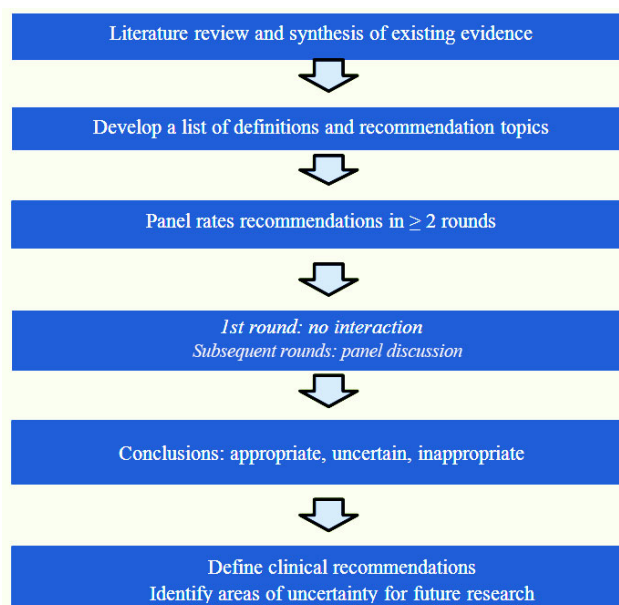 Literature review and synthesis of existing evidence
Develop a list of definitions and recommendation topics
Panel rates recommendations in ≥ 2 rounds
1st round: no interaction
Subsequent rounds: panel discussion
Conclusions: appropriate, uncertain, inappropriate
Define clinical recommendations
Identify areas of uncertainty for future research